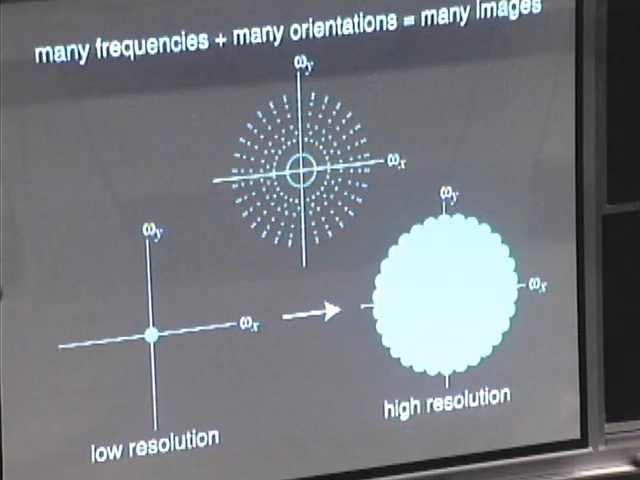 many frequencies + many orientations = many images
ωy
ωx
ωy
ωx
low resolution
ωy
ωx
high resolution